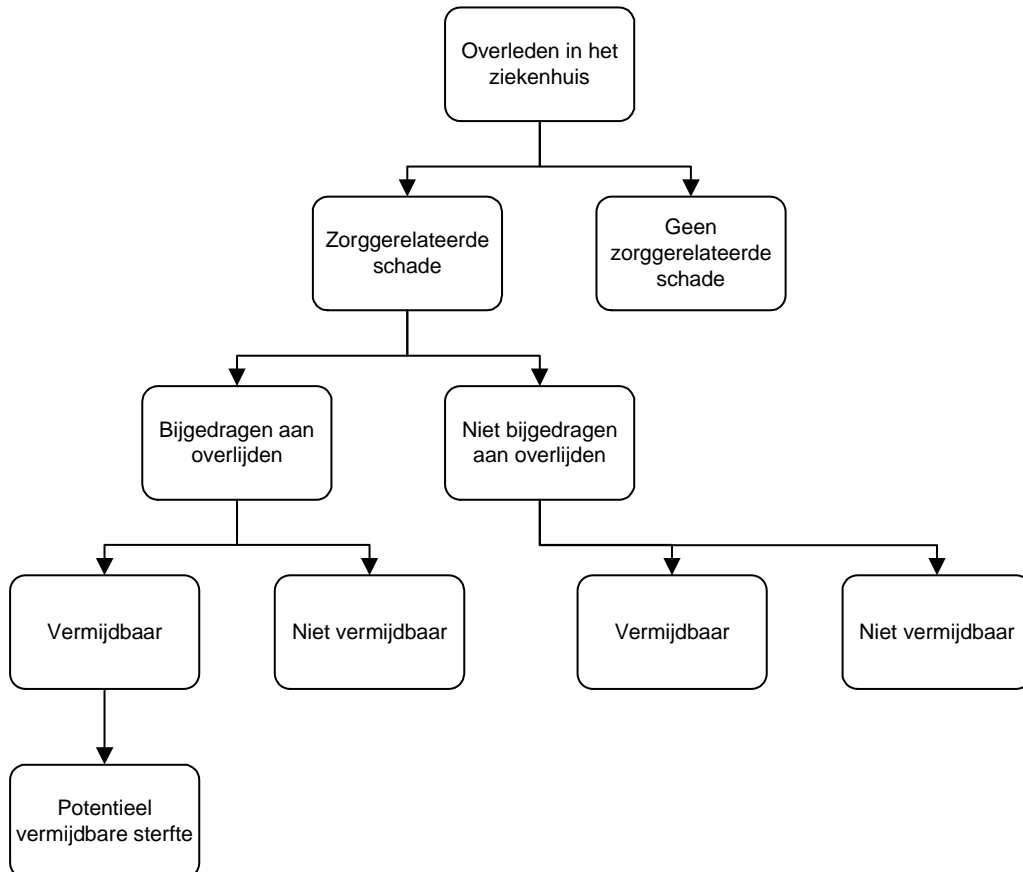 Overleden in het
ziekenhuis
Zorggerelateerde
schade
Geen
zorggerelateerde
schade
Bijgedragen aan
overlijden
Niet bijgedragen
aan overlijden
Vermijdbaar
Niet vermijdbaar
Vermijdbaar
Niet vermijdbaar
Potentieel
vermijdbare sterfte